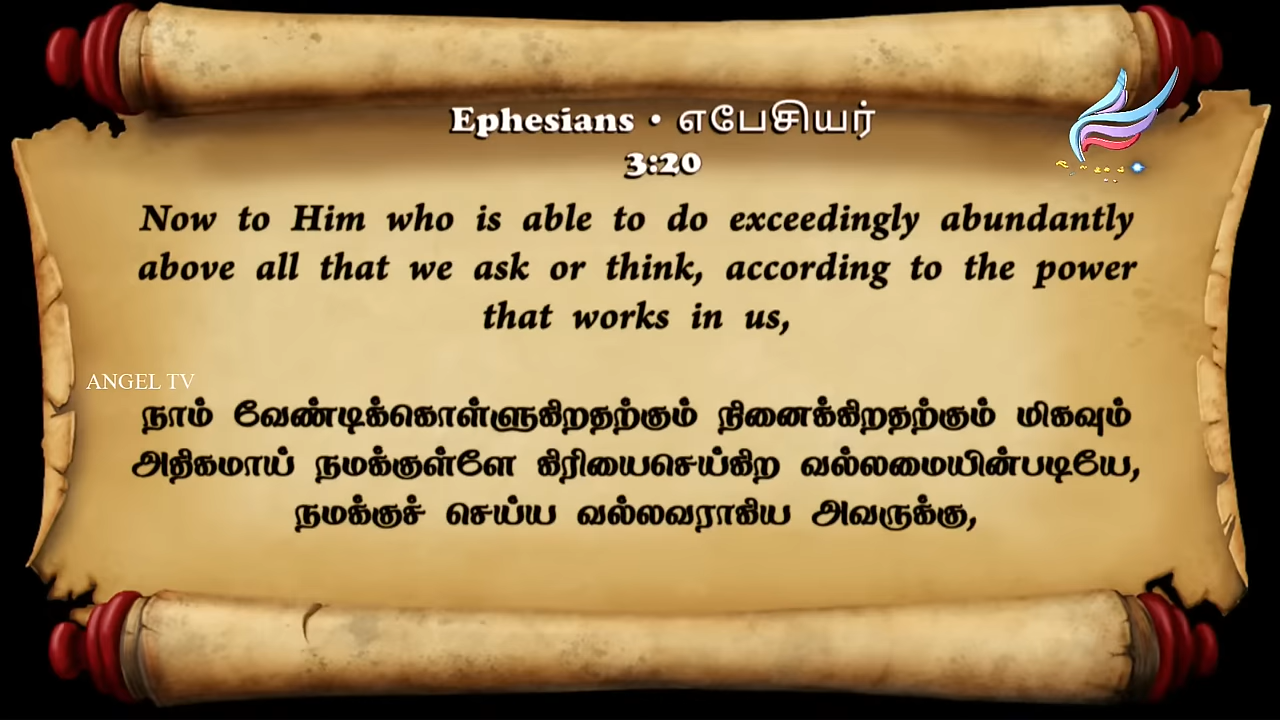 Ephesians • எபேசியர்
3:20
Now to Him who is able to do exceedingly abundantly
above all that we ask or think, according to the power
that works in us,
ANGEL TV
நாம் வேண்டிக்கொள்ளுகிறதற்கும் நினைக்கிறதற்கும் மிகவும்
அதிகமாய் நமக்குள்ளே கிரியைசெய்கிற வல்லமையின்படியே,
நமக்குச் செய்ய வல்லவராகிய அவருக்கு,